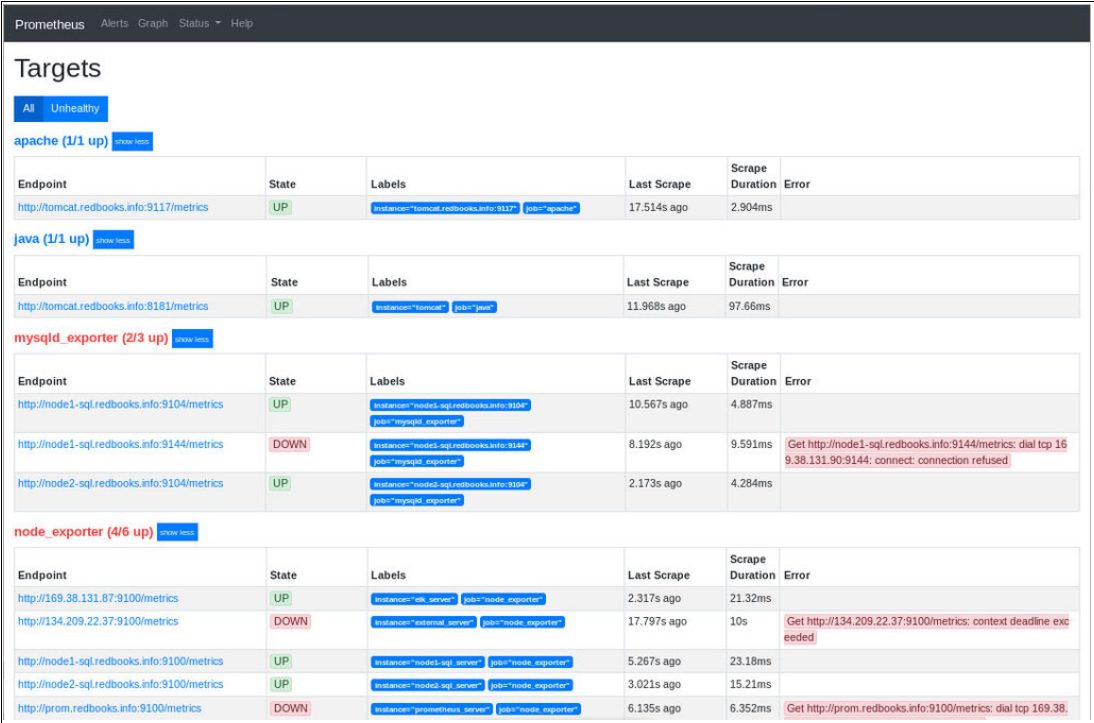 Prometheus Alerts Graph Status Help
Targets
All Unhealthy
apache (1/1 up) show less
Scrape
Endpoint State Labels Last Scrape Duration Error
http://tomcat.redbooks.info:9117/metrics UP instance="tomcat.redbooks.info:9117" job="apache" 17.514s ago 2.904ms
java (1/1 up) show less
Scrape
Endpoint State Labels Last Scrape Duration Error
http://tomcat.redbooks.info:8181/metrics UP instance="tomcat" job="java" 11.968s ago 97.66ms
mysqld_exporter (2/3 up) show less
Scrape
Endpoint State Labels Last Scrape Duration Error
http://node1-sql.redbooks.info:9104/metrics UP instance="node1-sql.redbooks.info:9104" 10.567s ago 4.887ms
job="mysqld_exporter"
http://node1-sql.redbooks.info:9144/metrics DOWN instance="node1-sql.redbooks.info:9144" 8.192s ago 9.591ms Get http://node1-sql.redbooks.info:9144/metrics: dial tcp 16
job="mysqld_exporter" 9.38.131.90:9144: connect: connection refused
http://node2-sql.redbooks.info:9104/metrics UP instance="node2-sql.redbooks.info:9104" 2.173s ago 4.284ms
job="mysqld_exporter"
node_exporter (4/6 up) show less
Scrape
Endpoint State Labels Last Scrape Duration Error
http://169.38.131.87:9100/metrics UP instance="elk_server" job="node_exporter" 2.317s ago 21.32ms
http://134.209.22.37:9100/metrics DOWN instance="external_server" job="node_exporter" 17.797s ago 10s Get http://134.209.22.37:9100/metrics: context deadline exc
eeded
http://node1-sql.redbooks.info:9100/metrics UP instance="node1-sql_server" job="node_exporter" 5.267s ago 23.18ms
http://node2-sql.redbooks.info:9100/metrics UP instance="node2-sql_server" job="node_exporter" 3.021s ago 15.21ms
http://prom.redbooks.info:9100/metrics DOWN instance="prometheus_server" job="node_exporter" 6.135s ago 6.352ms Get http://prom.redbooks.info:9100/metrics: dial tcp 169.38.